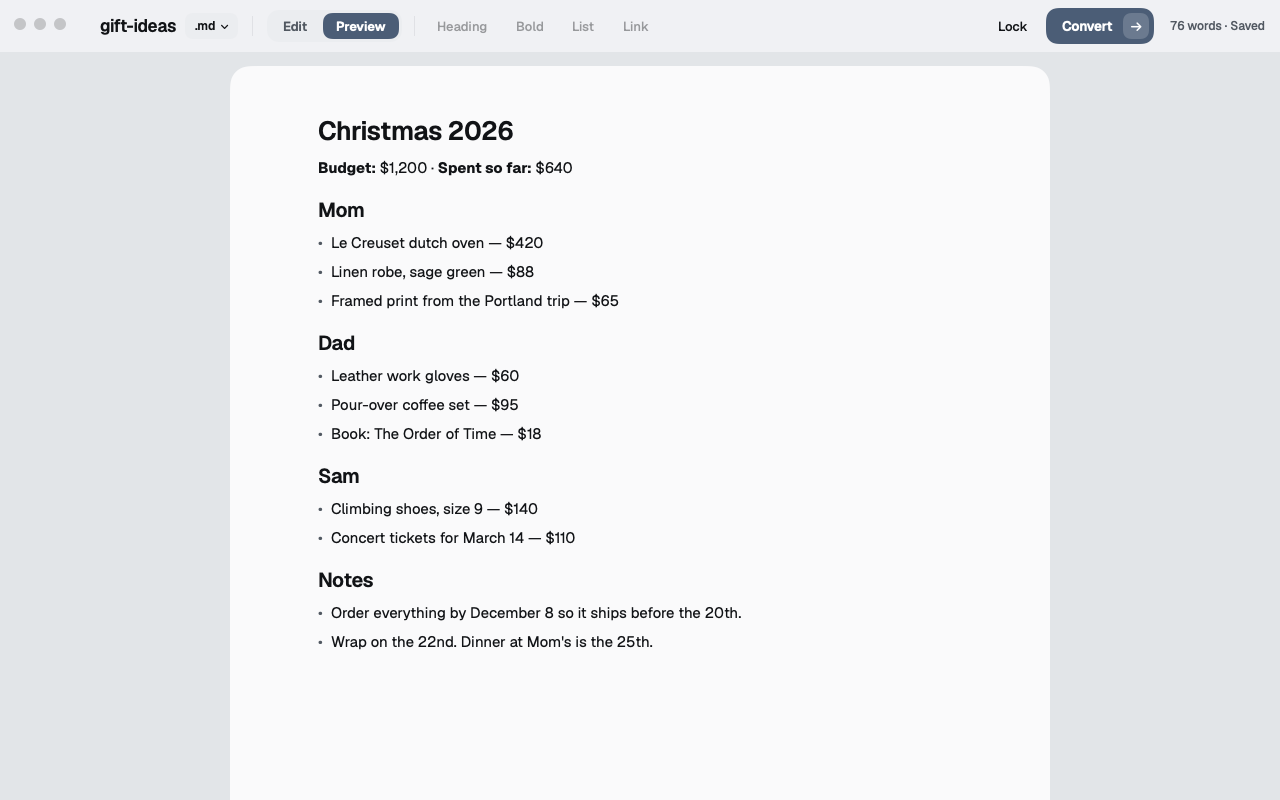 gift-ideas .md Edit Preview Heading Bold List Link Lock Convert → 76 words · Saved
Christmas 2026
Budget: $1,200 · Spent so far: $640
Mom
• Le Creuset dutch oven — $420
• Linen robe, sage green — $88
• Framed print from the Portland trip — $65
Dad
• Leather work gloves — $60
• Pour-over coffee set — $95
• Book: The Order of Time — $18
Sam
• Climbing shoes, size 9 — $140
• Concert tickets for March 14 — $110
Notes
• Order everything by December 8 so it ships before the 20th.
• Wrap on the 22nd. Dinner at Mom's is the 25th.